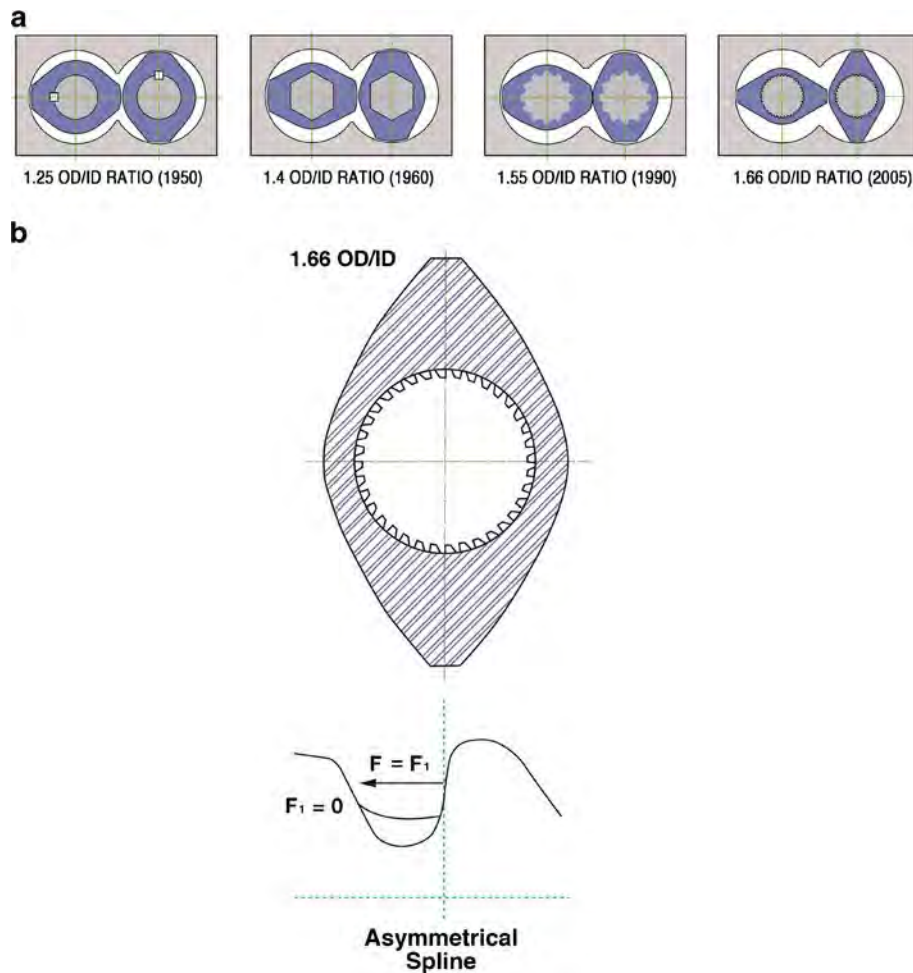 a
1.25 OD/ID RATIO (1950)
1.4 OD/ID RATIO (1960)
1.55 OD/ID RATIO (1990)
1.66 OD/ID RATIO (2005)
b
1.66 OD/ID
F = F₁
F₁ = 0
Asymmetrical
Spline